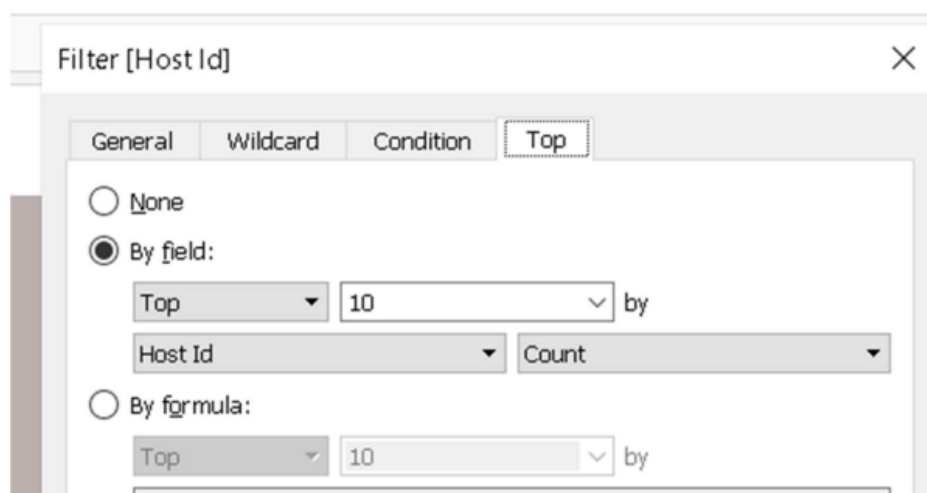 Filter [Host Id]
General Wildcard Condition Top
None
By field:
Top 10 by
Host Id Count
By formula:
Top 10 by